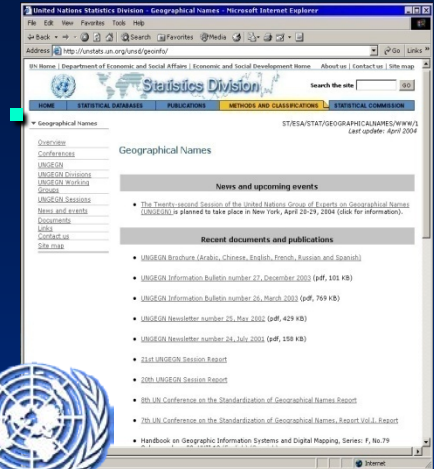 United Nations Statistics Division - Geographical Names - Microsoft Internet Explorer
File Edit View Favorites Tools Help
Back Search Favorites Media
Address http://unstats.un.org/unsd/geoinfo/ Go Links
UN Home | Department of Economic and Social Affairs | Economic and Social Development Home About us | Contact us | Site map
Statistics Division Search the site GO
HOME STATISTICAL DATABASES PUBLICATIONS METHODS AND CLASSIFICATIONS STATISTICAL COMMISSION
Geographical Names ST/ESA/STAT/GEOGRAPHICALNAMES/WWW/1
Last update: April 2004
Overview
Conferences
UNGEGN
UNGEGN Divisions
UNGEGN Working Groups
UNGEGN Sessions
News and events
Documents
Links
Contact us
Site map
Geographical Names
News and upcoming events
The Twenty-second Session of the United Nations Group of Experts on Geographical Names
(UNGEGN) is planned to take place in New York, April 20-29, 2004 (click for information).
Recent documents and publications
UNGEGN Brochure (Arabic, Chinese, English, French, Russian and Spanish)
UNGEGN Information Bulletin number 27, December 2003 (pdf, 101 KB)
UNGEGN Information Bulletin number 26, March 2003 (pdf, 769 KB)
UNGEGN Newsletter number 25, May 2002 (pdf, 429 KB)
UNGEGN Newsletter number 24, July 2001 (pdf, 158 KB)
21st UNGEGN Session Report
20th UNGEGN Session Report
8th UN Conference on the Standardization of Geographical Names Report
7th UN Conference on the Standardization of Geographical Names, Report Vol.I. Report
Handbook on Geographic Information Systems and Digital Mapping, Series: F, No.79
Internet